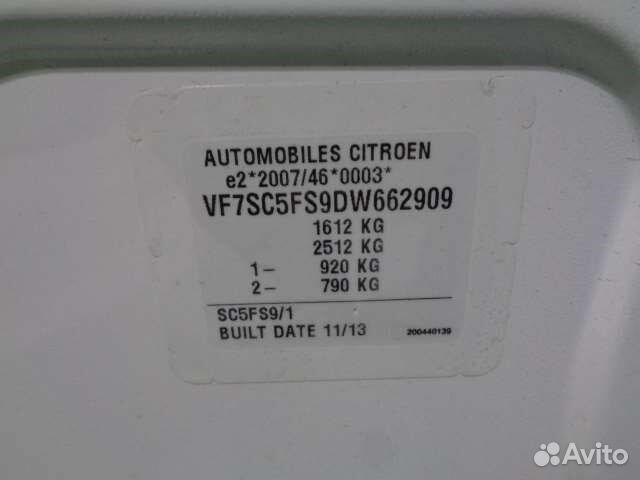 AUTOMOBILES CITROEN
e2*2007/46*0003*
VF7SC5FS9DW662909
1612 KG
2512 KG
1- 920 KG
2- 790 KG
SC5FS9/1
BUILT DATE 11/13 200440139
Avito